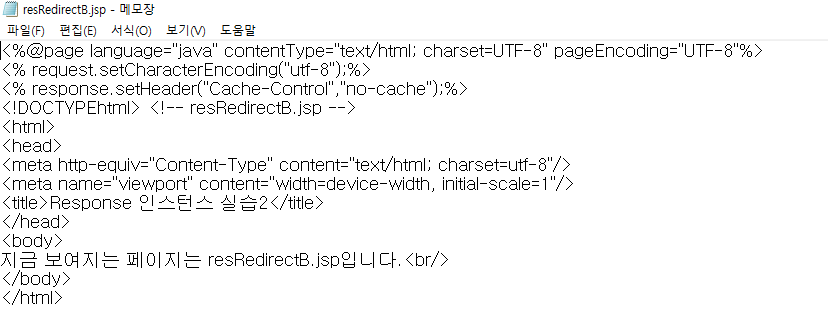 resRedirectB.jsp - 메모장
파일(F) 편집(E) 서식(O) 보기(V) 도움말
<%@page language="java" contentType="text/html; charset=UTF-8" pageEncoding="UTF-8"%>
<% request.setCharacterEncoding("utf-8");%>
<% response.setHeader("Cache-Control","no-cache");%>
<!DOCTYPEhtml> <!-- resRedirectB.jsp -->
<html>
<head>
<meta http-equiv="Content-Type" content="text/html; charset=utf-8"/>
<meta name="viewport" content="width=device-width, initial-scale=1"/>
<title>Response 인스턴스 실습2</title>
</head>
<body>
지금 보여지는 페이지는 resRedirectB.jsp입니다.<br/>
</body>
</html>